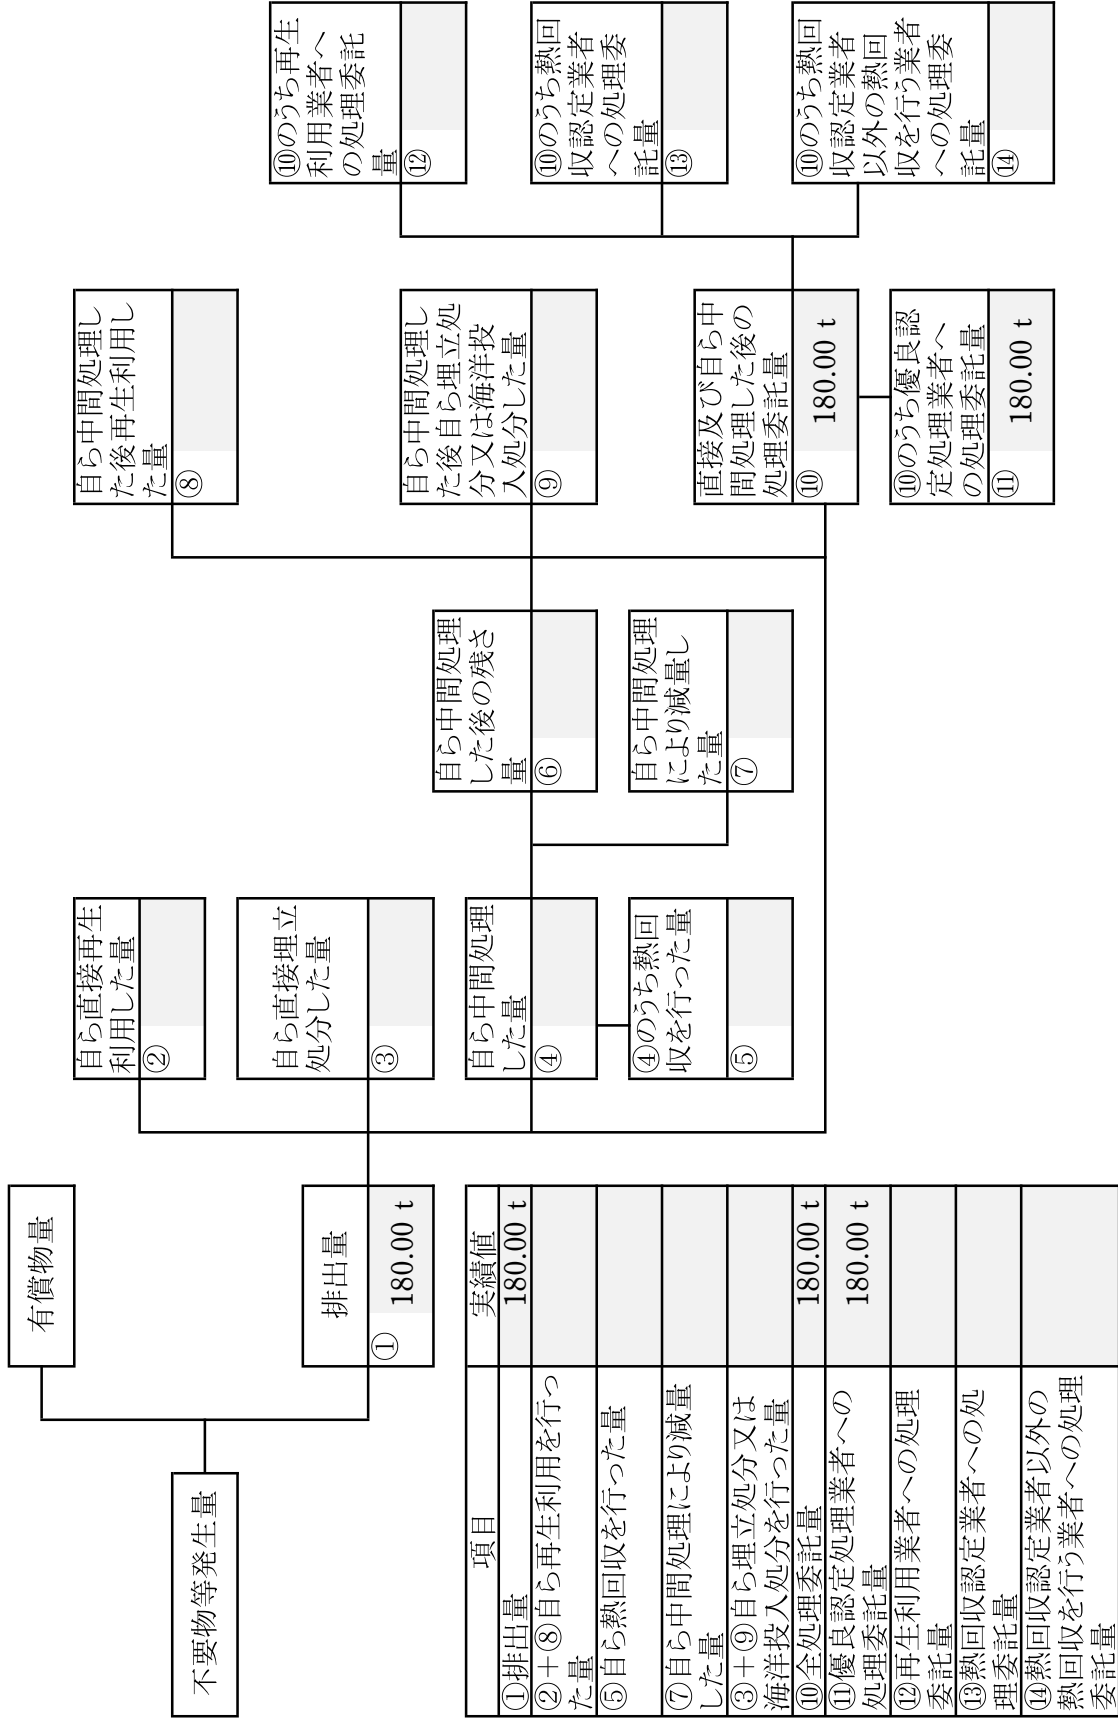 不要物等発生量
有償物量
排出量
①
180.00 t
自ら直接再生
利用した量
②
自ら直接埋立
処分した量
③
自ら中間処理
した量
④
④のうち熱回
収を行った量
⑤
自ら中間処理
した後の残さ
量
⑥
自ら中間処理
により減量し
た量
⑦
自ら中間処理し
た後再生利用し
た量
⑧
自ら中間処理し
た後自ら埋立処
分又は海洋投
入処分した量
⑨
直接及び自ら中
間処理した後の
処理委託量
⑩
180.00 t
⑩のうち優良認
定処理業者へ
の処理委託量
⑪
180.00 t
⑩のうち再生
利用業者へ
の処理委託
量
⑫
⑩のうち熱回
収認定業者
への処理委
託量
⑬
⑩のうち熱回
収認定業者
以外の熱回
収を行う業者
への処理委
託量
⑭
項目 実績値
①排出量 180.00 t
②＋⑧自ら再生利用を行っ
た量
⑤自ら熱回収を行った量
⑦自ら中間処理により減量
した量
③＋⑨自ら埋立処分又は
海洋投入処分を行った量
⑩全処理委託量 180.00 t
⑪優良認定処理業者への
処理委託量 180.00 t
⑫再生利用業者への処理
委託量
⑬熱回収認定業者への処
理委託量
⑭熱回収認定業者以外の
熱回収を行う業者への処理
委託量